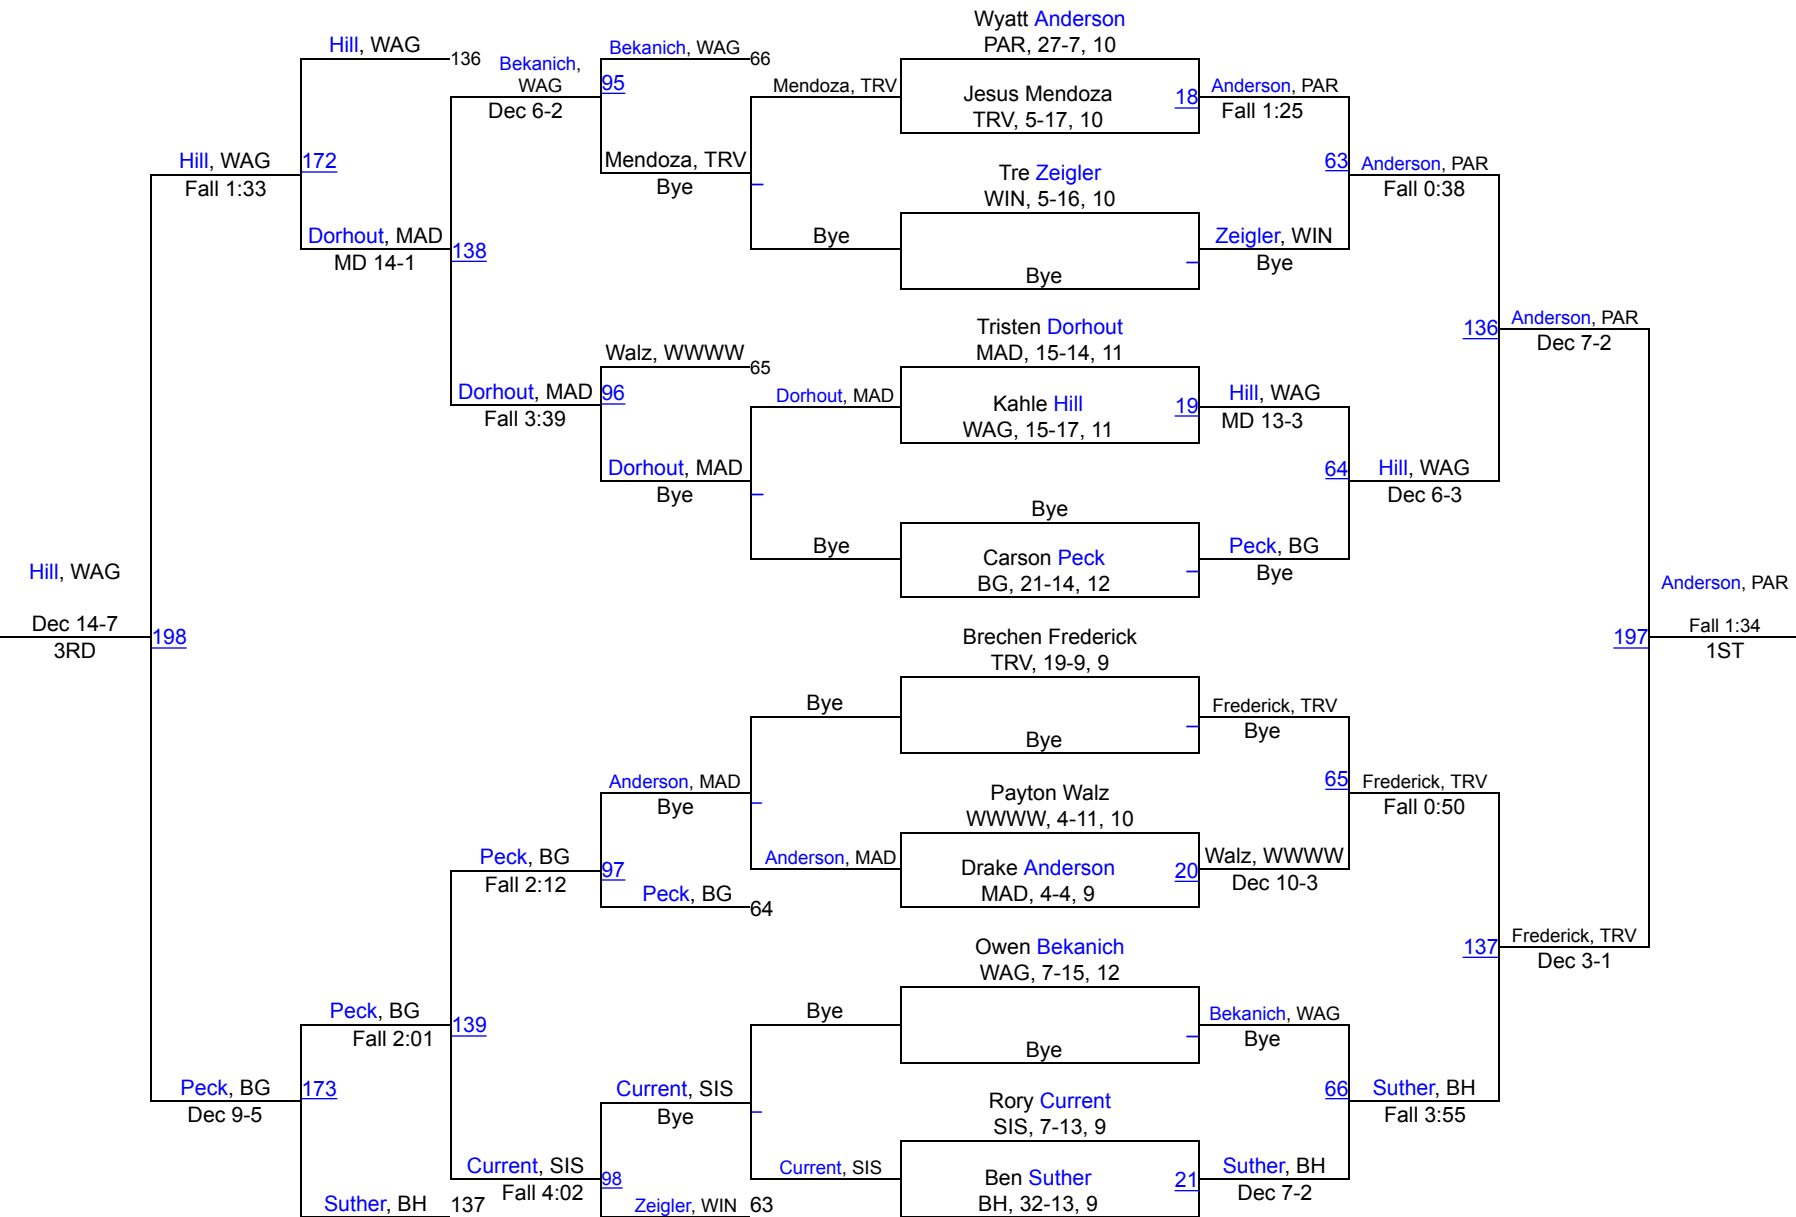 Wyatt Anderson
PAR, 27-7, 10
Jesus Mendoza
TRV, 5-17, 10
18
Tre Zeigler
WIN, 5-16, 10
Bye
Tristen Dorhout
MAD, 15-14, 11
Kahle Hill
WAG, 15-17, 11
19
Bye
Carson Peck
BG, 21-14, 12
Brechen Frederick
TRV, 19-9, 9
Bye
Payton Walz
WWWW, 4-11, 10
Drake Anderson
MAD, 4-4, 9
20
Owen Bekanich
WAG, 7-15, 12
Bye
Rory Current
SIS, 7-13, 9
Ben Suther
BH, 32-13, 9
21
Anderson, PAR
Fall 1:25
63
Zeigler, WIN
Bye
Hill, WAG
MD 13-3
64
Peck, BG
Bye
Frederick, TRV
Bye
65
Walz, WWWW
Dec 10-3
Bekanich, WAG
Bye
66
Suther, BH
Dec 7-2
Anderson, PAR
Fall 0:38
136
Hill, WAG
Dec 6-3
Frederick, TRV
Fall 0:50
137
Suther, BH
Fall 3:55
Anderson, PAR
Dec 7-2
197
Frederick, TRV
Dec 3-1
Anderson, PAR
Fall 1:34
1ST
Mendoza, TRV
Bye
Dorhout, MAD
Bye
Bye
Anderson, MAD
Bye
Current, SIS
Bekanich, WAG
66
95
Mendoza, TRV
Bye
Walz, WWWW
65
96
Dorhout, MAD
Bye
Anderson, MAD
Bye
97
Peck, BG
64
Current, SIS
Bye
98
Zeigler, WIN
63
Bekanich,
WAG
Dec 6-2
138
Dorhout, MAD
Fall 3:39
Peck, BG
Fall 2:12
139
Current, SIS
Fall 4:02
Hill, WAG
136
172
Dorhout, MAD
MD 14-1
Peck, BG
Fall 2:01
173
Suther, BH
137
Hill, WAG
Fall 1:33
198
Peck, BG
Dec 9-5
Hill, WAG
Dec 14-7
3RD